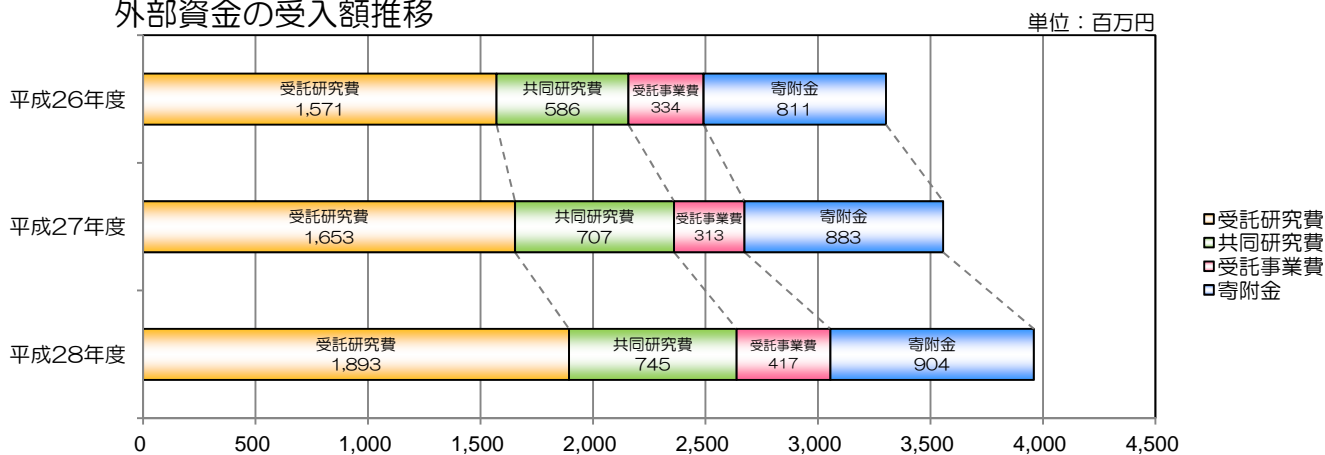 外部資金の受入額推移
単位：百万円
平成26年度
受託研究費
1,571
共同研究費
586
受託事業費
334
寄附金
811
平成27年度
受託研究費
1,653
共同研究費
707
受託事業費
313
寄附金
883
平成28年度
受託研究費
1,893
共同研究費
745
受託事業費
417
寄附金
904
受託研究費
共同研究費
受託事業費
寄附金
0 500 1,000 1,500 2,000 2,500 3,000 3,500 4,000 4,500